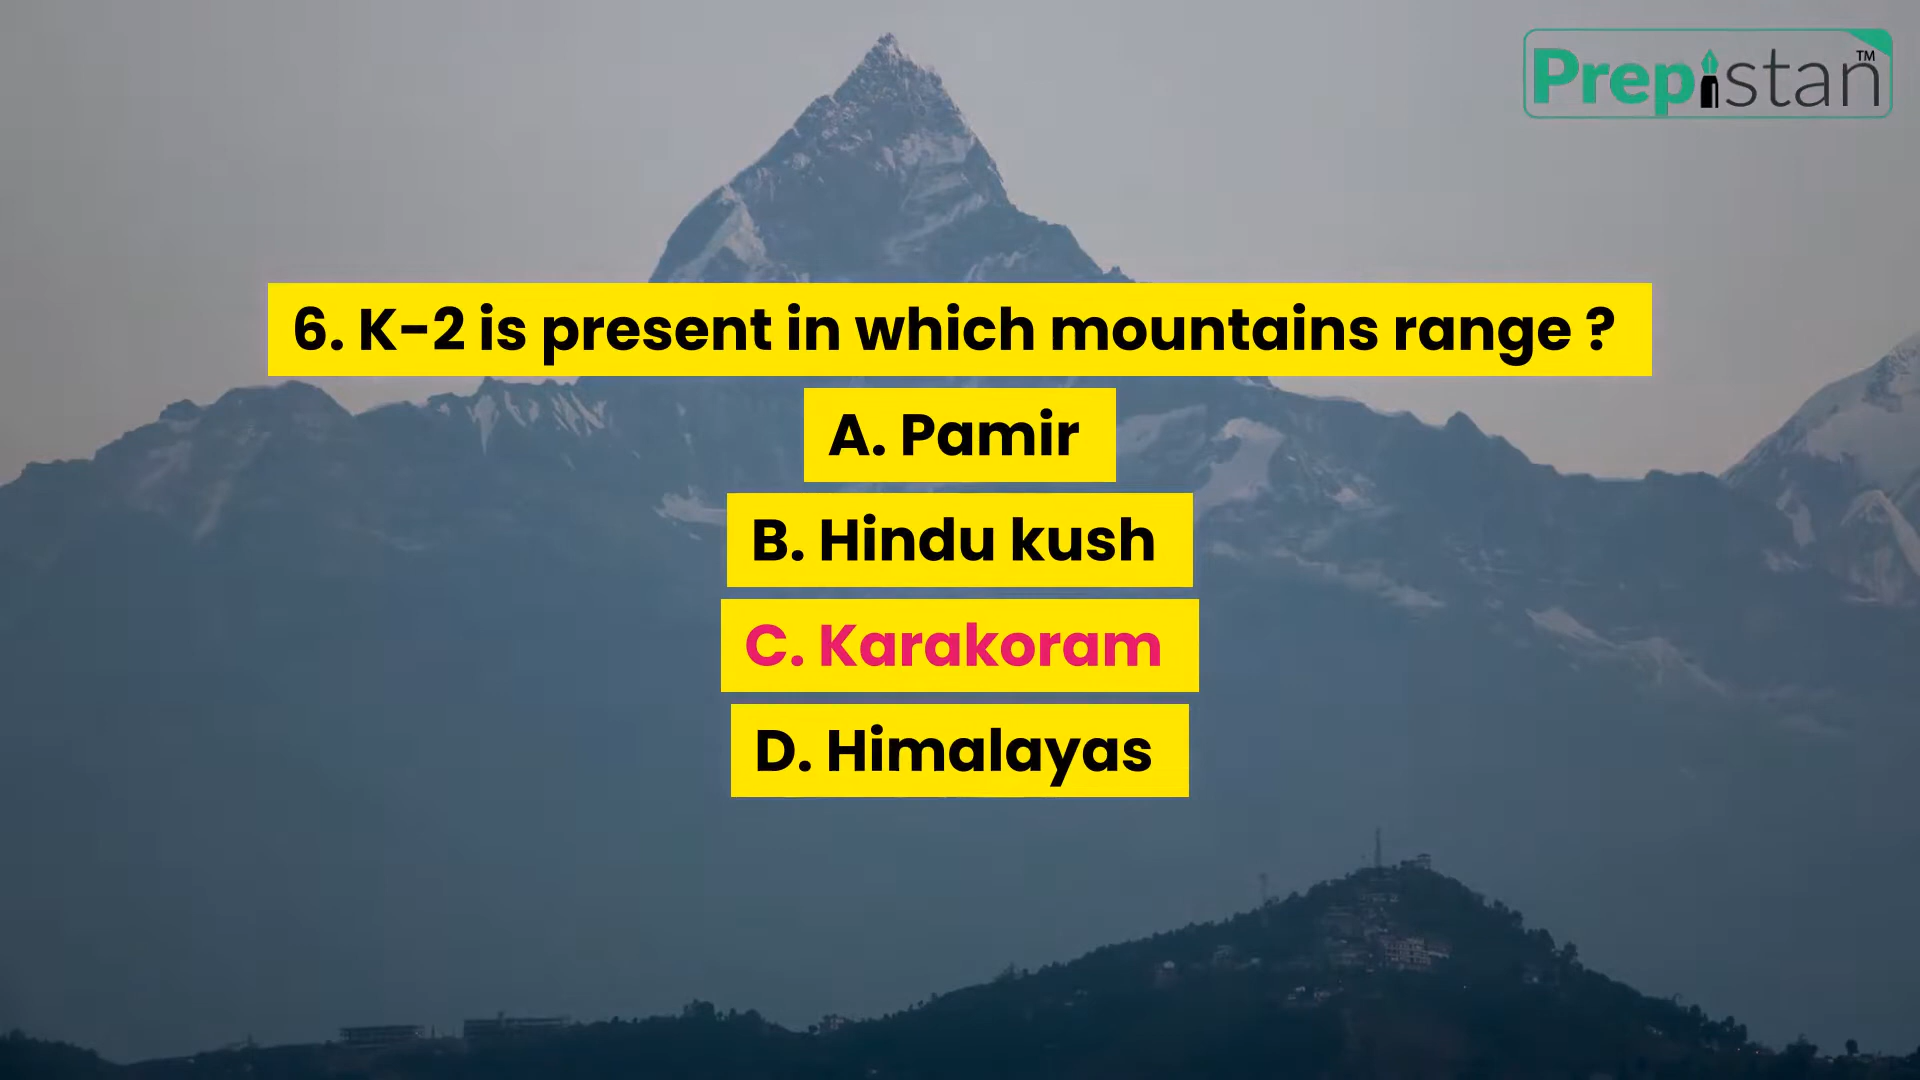 Prepistan™
6. K-2 is present in which mountains range ?
A. Pamir
B. Hindu kush
C. Karakoram
D. Himalayas